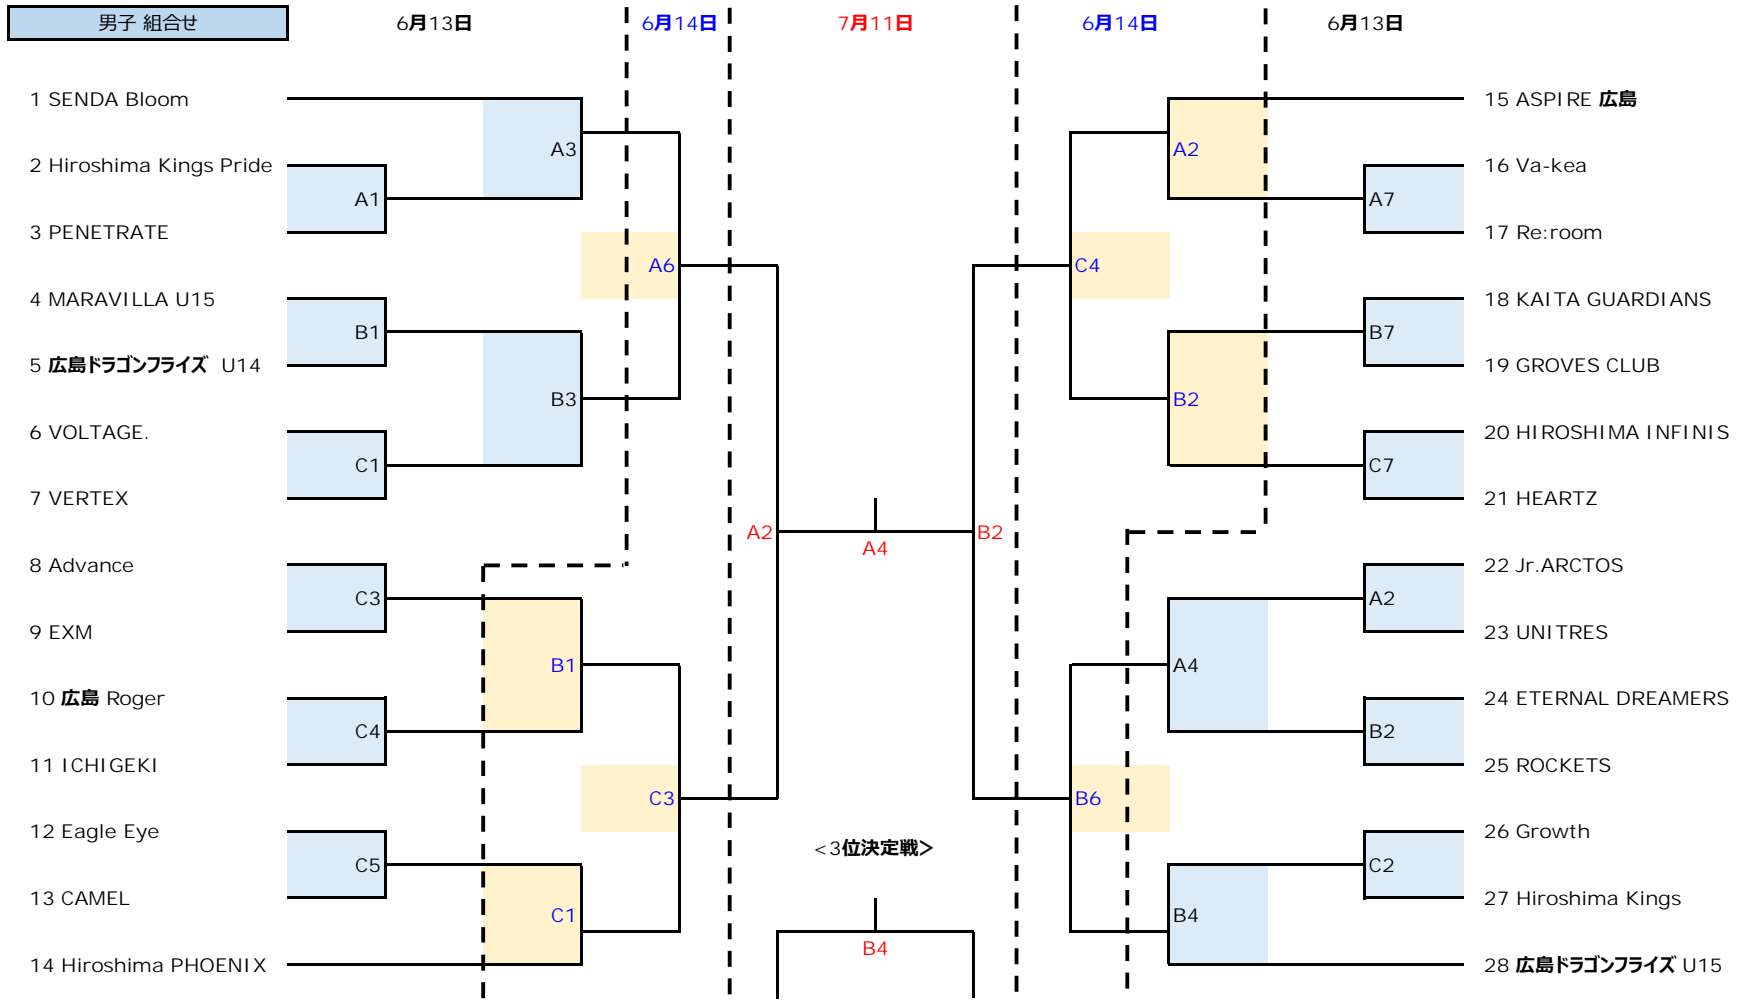 男子 組合せ 6月13日 6月14日 7月11日 6月14日 6月13日
1 SENDA Bloom 15 ASPIRE 広島
A3 A2
2 Hiroshima Kings Pride 16 Va-kea
A1 A7
3 PENETRATE 17 Re:room
A6 C4
4 MARAVILLA U15 18 KAITA GUARDIANS
B1 B7
5 広島ドラゴンフライズ U14 19 GROVES CLUB
B3 B2
6 VOLTAGE. 20 HIROSHIMA INFINIS
C1 C7
7 VERTEX 21 HEARTZ
A2 B2
A4
8 Advance 22 Jr.ARCTOS
C3 A2
9 EXM 23 UNITRES
B1 A4
10 広島 Roger 24 ETERNAL DREAMERS
C4 B2
11 ICHIGEKI 25 ROCKETS
C3 B6
12 Eagle Eye 26 Growth
<3位決定戦>
C5 C2
13 CAMEL 27 Hiroshima Kings
C1 B4
B4
14 Hiroshima PHOENIX 28 広島ドラゴンフライズ U15